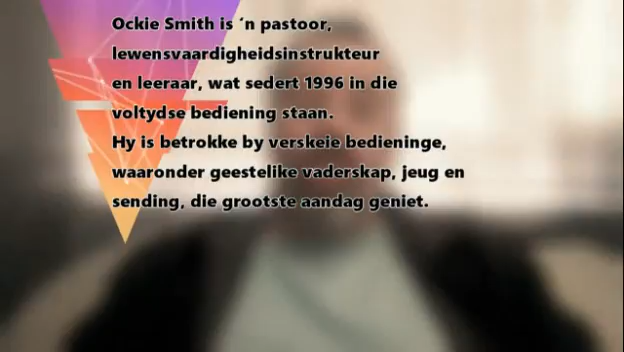 Ockie Smith is ´n pastoor,
lewensvaardigheidsinstrukteur
en leeraar, wat sedert 1996 in die
voltydse bediening staan.
Hy is betrokke by verskeie bedieninge,
waaronder geestelike vaderskap, jeug en
sending, die grootste aandag geniet.